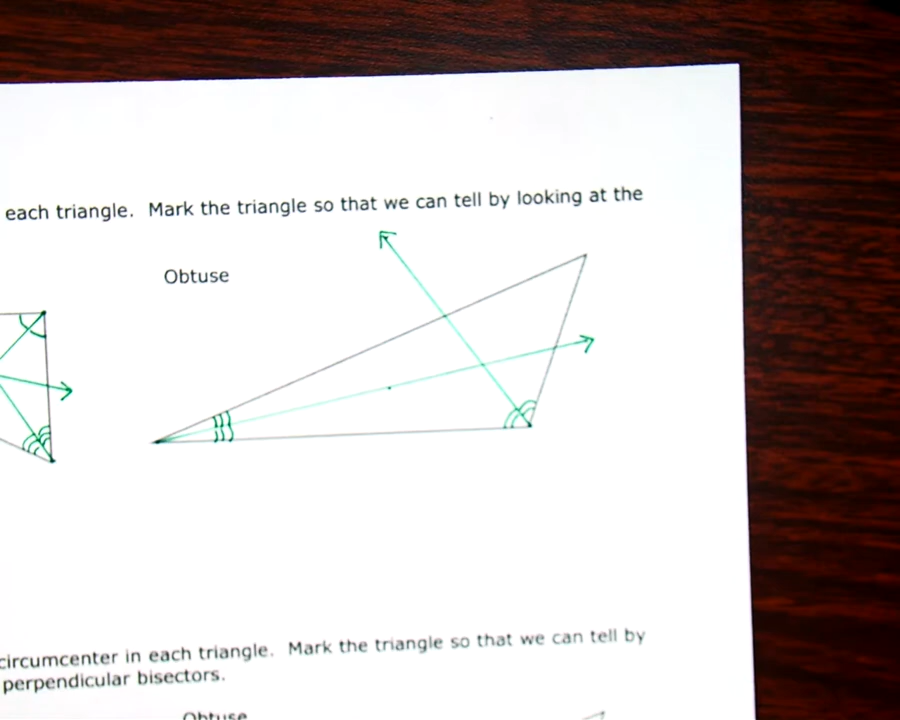 each triangle. Mark the triangle so that we can tell by looking at the
Obtuse
circumcenter in each triangle. Mark the triangle so that we can tell by
perpendicular bisectors.
Obtuse